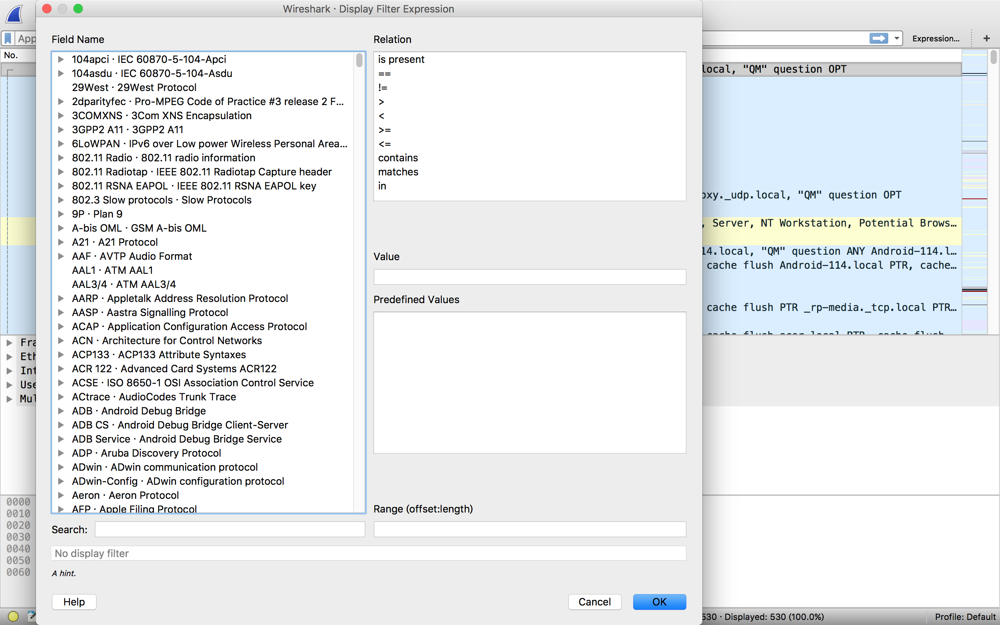 Wireshark · Display Filter Expression
App
Expression...
+
No.
Field Name
104apci · IEC 60870-5-104-Apci
104asdu · IEC 60870-5-104-Asdu
29West · 29West Protocol
2dparityfec · Pro-MPEG Code of Practice #3 release 2 F...
3COMXNS · 3Com XNS Encapsulation
3GPP2 A11 · 3GPP2 A11
6LoWPAN · IPv6 over Low power Wireless Personal Area...
802.11 Radio · 802.11 radio information
802.11 Radiotap · IEEE 802.11 Radiotap Capture header
802.11 RSNA EAPOL · IEEE 802.11 RSNA EAPOL key
802.3 Slow protocols · Slow Protocols
9P · Plan 9
A-bis OML · GSM A-bis OML
A21 · A21 Protocol
AAF · AVTP Audio Format
AAL1 · ATM AAL1
AAL3/4 · ATM AAL3/4
AARP · Appletalk Address Resolution Protocol
AASP · Aastra Signalling Protocol
ACAP · Application Configuration Access Protocol
ACN · Architecture for Control Networks
ACP133 · ACP133 Attribute Syntaxes
ACR 122 · Advanced Card Systems ACR122
ACSE · ISO 8650-1 OSI Association Control Service
ACtrace · AudioCodes Trunk Trace
ADB · Android Debug Bridge
ADB CS · Android Debug Bridge Client-Server
ADB Service · Android Debug Bridge Service
ADP · Aruba Discovery Protocol
ADwin · ADwin communication protocol
ADwin-Config · ADwin configuration protocol
Aeron · Aeron Protocol
AFP · Apple Filing Protocol
Search:
No display filter
A hint.
Help
Relation
is present
==
!=
>
<
>=
<=
contains
matches
in
Value
Predefined Values
Range (offset:length)
Cancel
OK
local, "QM" question OPT
oxy._udp.local, "QM" question OPT
, Server, NT Workstation, Potential Brows…
14.local, "QM" question ANY Android-114.l…
cache flush Android-114.local PTR, cache…
cache flush PTR _rp-media._tcp.local PTR…
cache flush acer.local PTR, cache flush
Fra
Eth
Int
Use
Mul
0000
0010
0020
0030
0040
0050
0060
530 · Displayed: 530 (100.0%)
Profile: Default